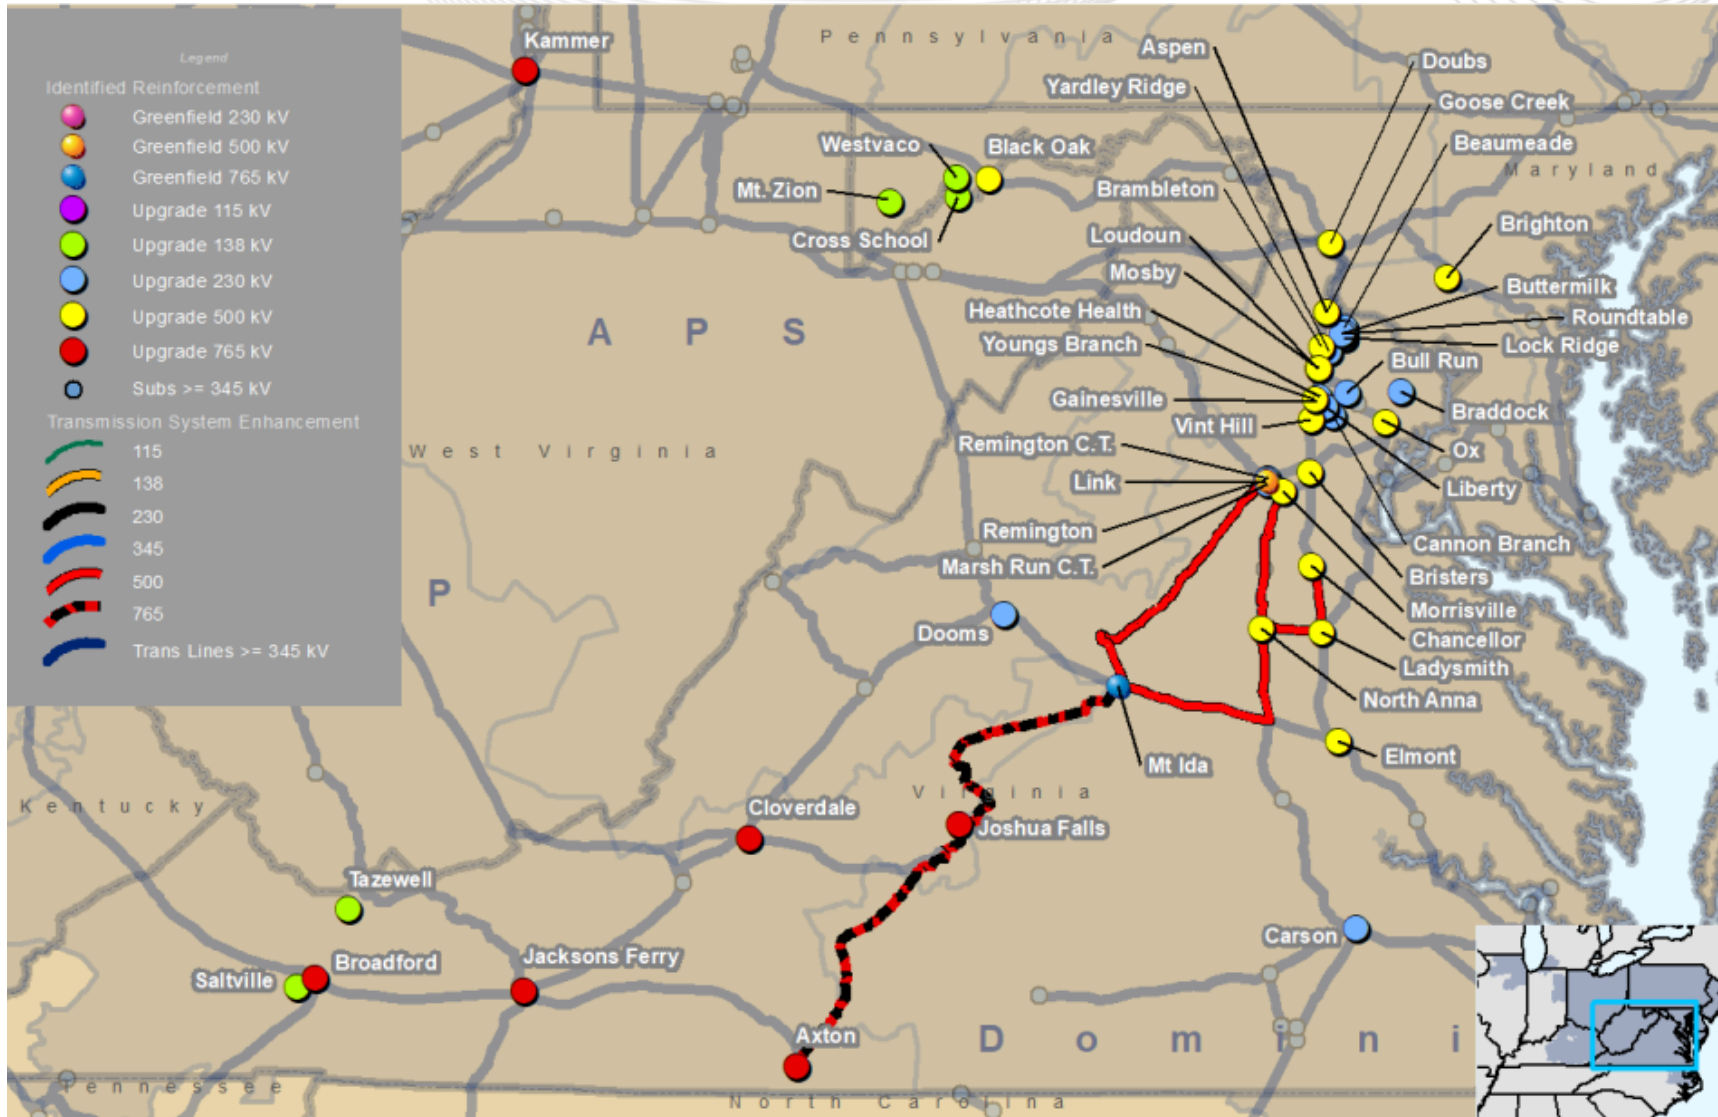 Legend
Identified Reinforcement
Greenfield 230 kV
Greenfield 500 kV
Greenfield 765 kV
Upgrade 115 kV
Upgrade 138 kV
Upgrade 230 kV
Upgrade 500 kV
Upgrade 765 kV
Subs >= 345 kV
Transmission System Enhancement
115
138
230
345
500
765
Trans Lines >= 345 kV
Kammer
Pennsylvania
Aspen
Doubs
Yardley Ridge
Goose Creek
Westvaco
Black Oak
Beaumeade
Maryland
Mt. Zion
Brambleton
Cross School
Loudoun
Brighton
Mosby
Buttermilk
Heathcote Health
Roundtable
APS
Youngs Branch
Lock Ridge
Bull Run
Gainesville
Braddock
Vint Hill
West Virginia
Remington C.T.
Ox
Link
Liberty
Remington
Cannon Branch
Marsh Run C.T.
Bristers
P
Morrisville
Dooms
Chancellor
Ladysmith
North Anna
Elmont
Mt Ida
Virginia
Kentucky
Cloverdale
Joshua Falls
Tazewell
Carson
Jacksons Ferry
Broadford
Saltville
Axton
Domini
Tennessee
North Carolina